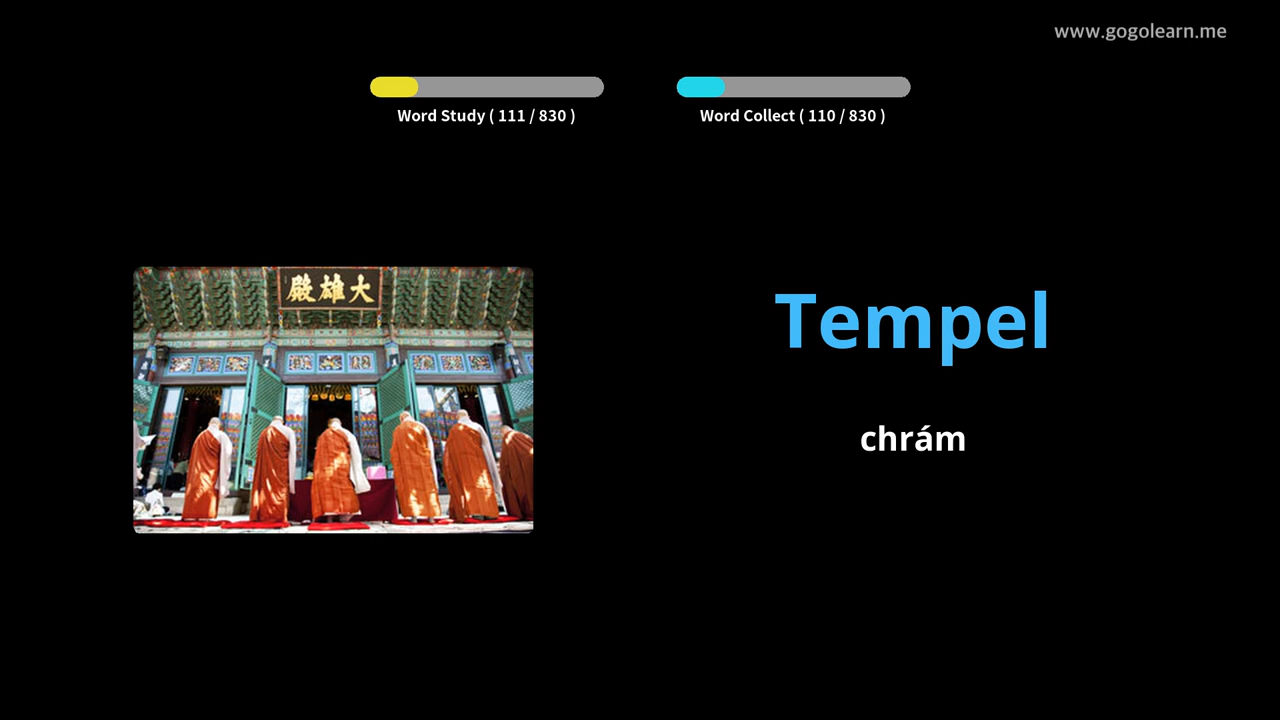 www.gogolearn.me
Word Study ( 111 / 830 )
Word Collect ( 110 / 830 )
殿雄大
Tempel
chrám